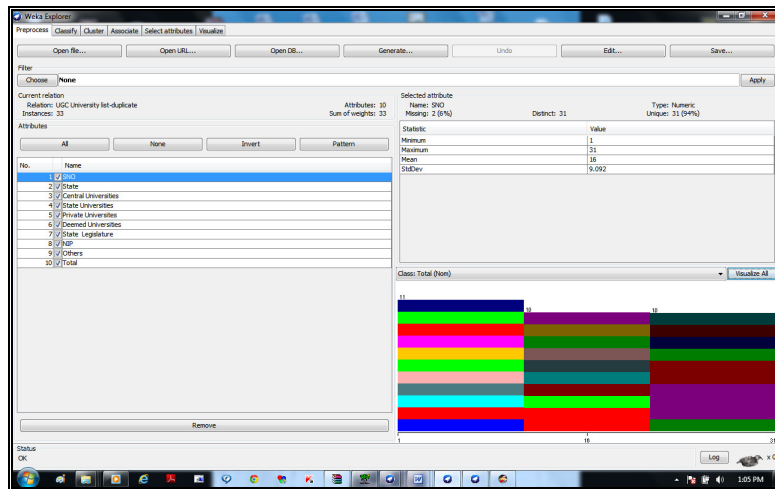 Weka Explorer
Preprocess Classify Cluster Associate Select attributes Visualize
Open file... Open URL... Open DB... Generate... Undo Edit... Save...
Filter
Choose None Apply
Current relation
Relation: UGC University list-duplicate Attributes: 10
Instances: 33 Sum of weights: 33
Attributes
All None Invert Pattern
No. Name
1 SNO
2 State
3 Central Universities
4 State Universities
5 Private Universites
6 Deemed Universities
7 State Legislature
8 NIP
9 Others
10 Total
Remove
Selected attribute
Name: SNO Type: Numeric
Missing: 2 (6%) Distinct: 31 Unique: 31 (94%)
Statistic Value
Minimum 1
Maximum 31
Mean 16
StdDev 9.092
Class: Total (Nom) Visualize All
11 10 10
1 16 31
Status
OK
Log x 0
1:05 PM